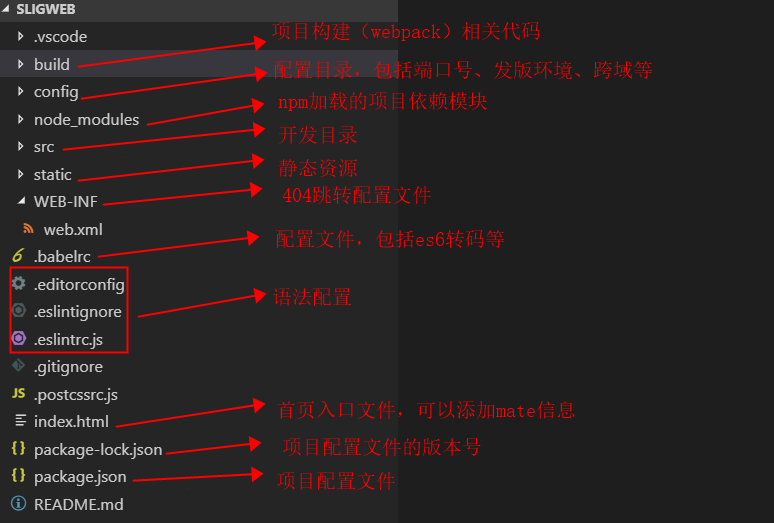 SLIGWEB
.vscode
项目构建（webpack）相关代码
build
配置目录，包括端口号、发版环境、跨域等
config
npm加载的项目依赖模块
node_modules
开发目录
src
静态资源
static
404跳转配置文件
WEB-INF
web.xml
配置文件，包括es6转码等
.babelrc
.editorconfig
语法配置
.eslintignore
.eslintrc.js
.gitignore
JS .postcssrc.js
首页入口文件，可以添加mate信息
index.html
项目配置文件的版本号
{ } package-lock.json
项目配置文件
{ } package.json
README.md